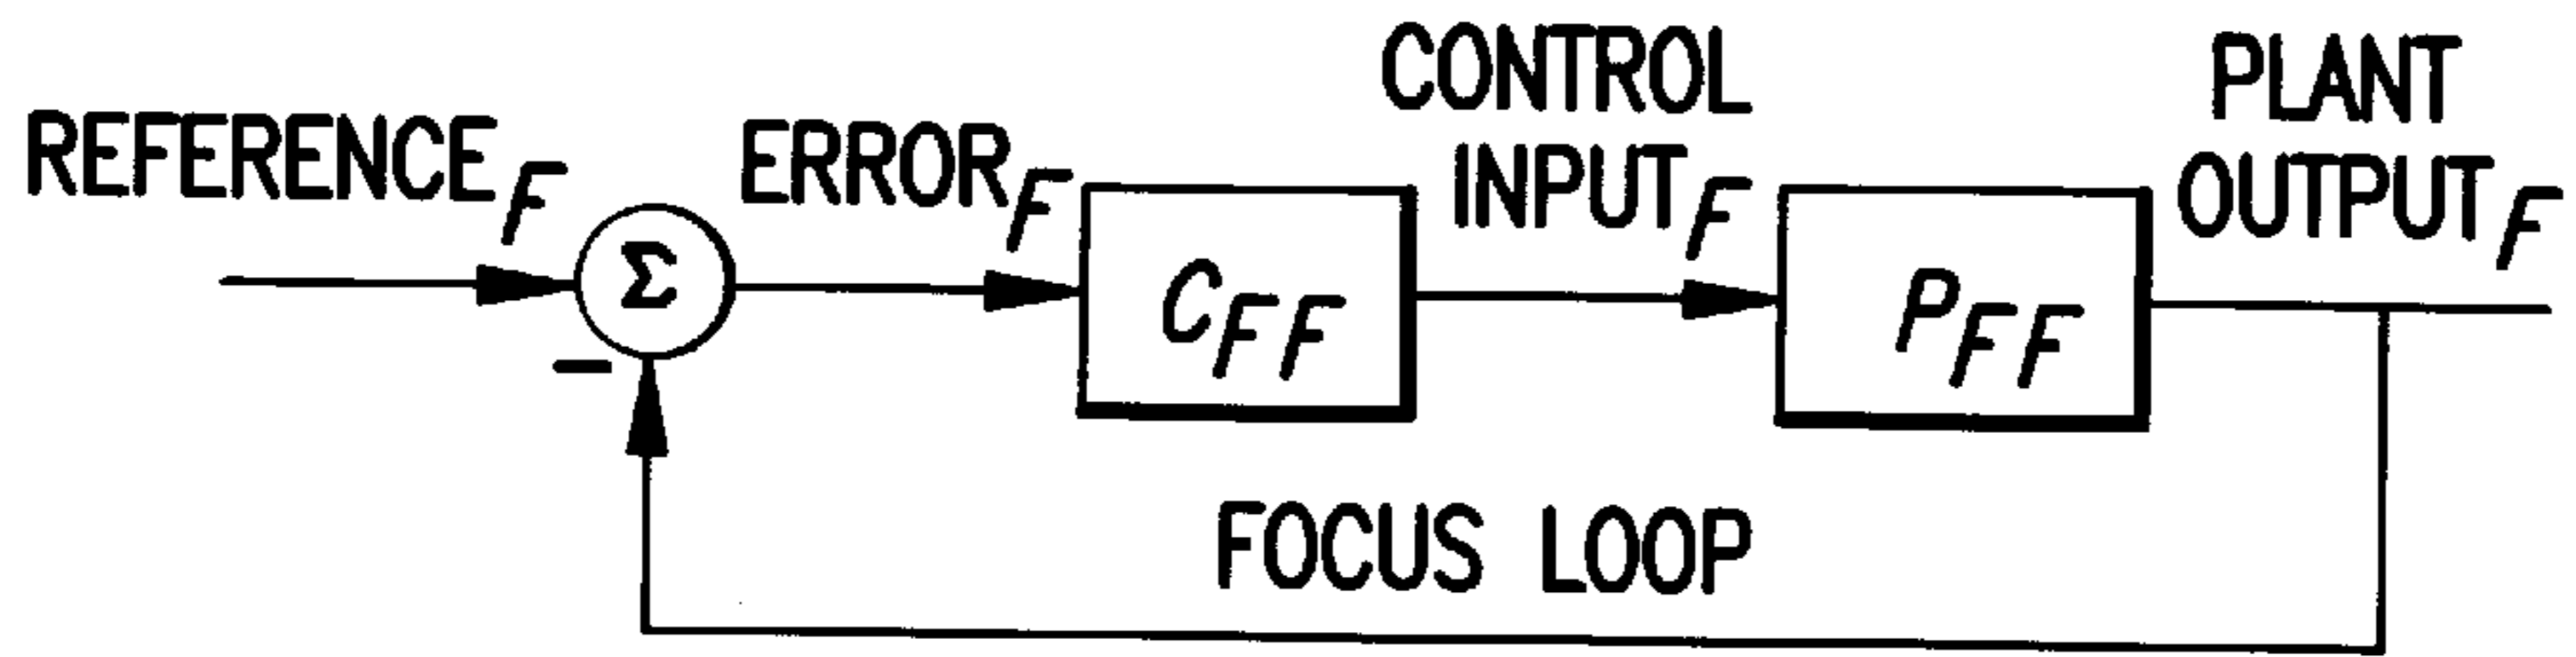 REFERENCE_F
ERROR_F
CONTROL
INPUT_F
PLANT
OUTPUT_F
Σ
C_FF
P_FF
−
FOCUS LOOP